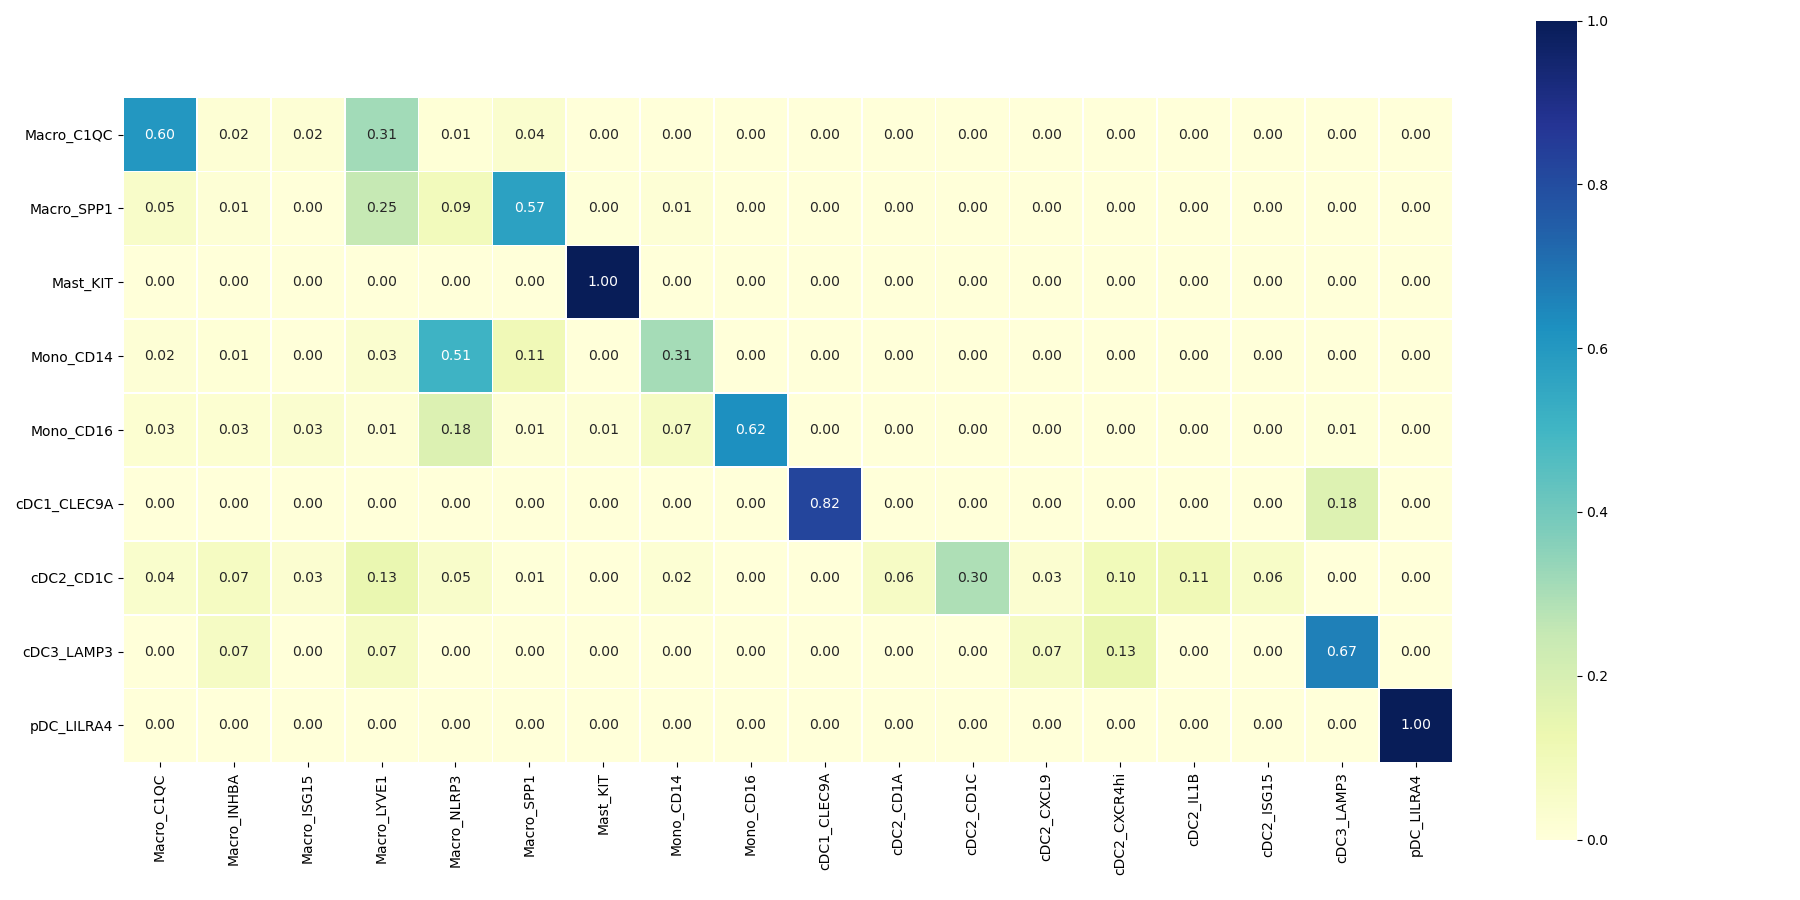 1.0
Macro_C1QC 0.60 0.02 0.02 0.31 0.01 0.04 0.00 0.00 0.00 0.00 0.00 0.00 0.00 0.00 0.00 0.00 0.00 0.00
0.8
Macro_SPP1 0.05 0.01 0.00 0.25 0.09 0.57 0.00 0.01 0.00 0.00 0.00 0.00 0.00 0.00 0.00 0.00 0.00 0.00
Mast_KIT 0.00 0.00 0.00 0.00 0.00 0.00 1.00 0.00 0.00 0.00 0.00 0.00 0.00 0.00 0.00 0.00 0.00 0.00
0.6
Mono_CD14 0.02 0.01 0.00 0.03 0.51 0.11 0.00 0.31 0.00 0.00 0.00 0.00 0.00 0.00 0.00 0.00 0.00 0.00
Mono_CD16 0.03 0.03 0.03 0.01 0.18 0.01 0.01 0.07 0.62 0.00 0.00 0.00 0.00 0.00 0.00 0.00 0.01 0.00
cDC1_CLEC9A 0.00 0.00 0.00 0.00 0.00 0.00 0.00 0.00 0.00 0.82 0.00 0.00 0.00 0.00 0.00 0.00 0.18 0.00
0.4
cDC2_CD1C 0.04 0.07 0.03 0.13 0.05 0.01 0.00 0.02 0.00 0.00 0.06 0.30 0.03 0.10 0.11 0.06 0.00 0.00
cDC3_LAMP3 0.00 0.07 0.00 0.07 0.00 0.00 0.00 0.00 0.00 0.00 0.00 0.00 0.07 0.13 0.00 0.00 0.67 0.00
0.2
pDC_LILRA4 0.00 0.00 0.00 0.00 0.00 0.00 0.00 0.00 0.00 0.00 0.00 0.00 0.00 0.00 0.00 0.00 0.00 1.00
0.0
Macro_C1QC
Macro_INHBA
Macro_ISG15
Macro_LYVE1
Macro_NLRP3
Macro_SPP1
Mast_KIT
Mono_CD14
Mono_CD16
cDC1_CLEC9A
cDC2_CD1A
cDC2_CD1C
cDC2_CXCL9
cDC2_CXCR4hi
cDC2_IL1B
cDC2_ISG15
cDC3_LAMP3
pDC_LILRA4